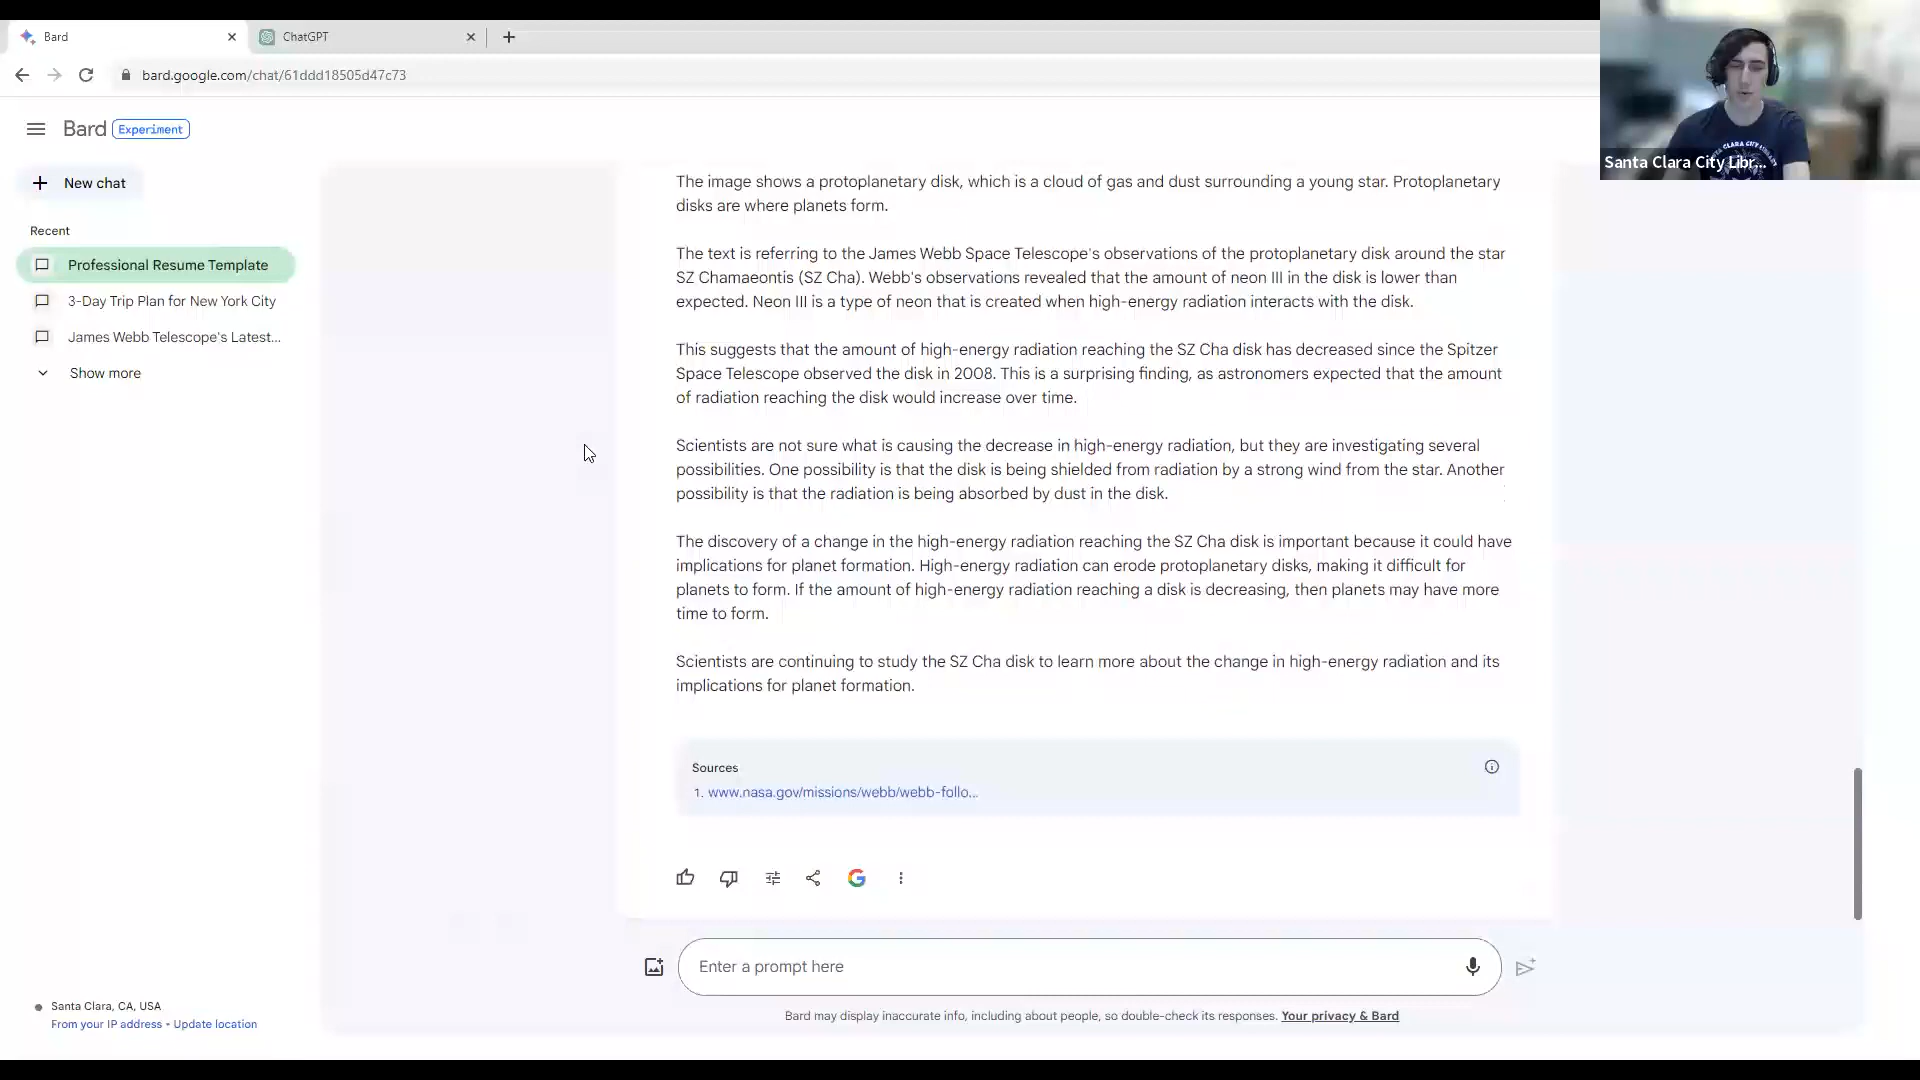 Bard
ChatGPT
bard.google.com/chat/61ddd18505d47c73
Bard Experiment
Santa Clara City Libr...
New chat
Recent
Professional Resume Template
3-Day Trip Plan for New York City
James Webb Telescope's Latest...
Show more
The image shows a protoplanetary disk, which is a cloud of gas and dust surrounding a young star. Protoplanetary
disks are where planets form.
The text is referring to the James Webb Space Telescope's observations of the protoplanetary disk around the star
SZ Chamaeontis (SZ Cha). Webb's observations revealed that the amount of neon III in the disk is lower than
expected. Neon III is a type of neon that is created when high-energy radiation interacts with the disk.
This suggests that the amount of high-energy radiation reaching the SZ Cha disk has decreased since the Spitzer
Space Telescope observed the disk in 2008. This is a surprising finding, as astronomers expected that the amount
of radiation reaching the disk would increase over time.
Scientists are not sure what is causing the decrease in high-energy radiation, but they are investigating several
possibilities. One possibility is that the disk is being shielded from radiation by a strong wind from the star. Another
possibility is that the radiation is being absorbed by dust in the disk.
The discovery of a change in the high-energy radiation reaching the SZ Cha disk is important because it could have
implications for planet formation. High-energy radiation can erode protoplanetary disks, making it difficult for
planets to form. If the amount of high-energy radiation reaching a disk is decreasing, then planets may have more
time to form.
Scientists are continuing to study the SZ Cha disk to learn more about the change in high-energy radiation and its
implications for planet formation.
Sources
1. www.nasa.gov/missions/webb/webb-follo...
Enter a prompt here
Bard may display inaccurate info, including about people, so double-check its responses. Your privacy & Bard
Santa Clara, CA, USA
From your IP address • Update location